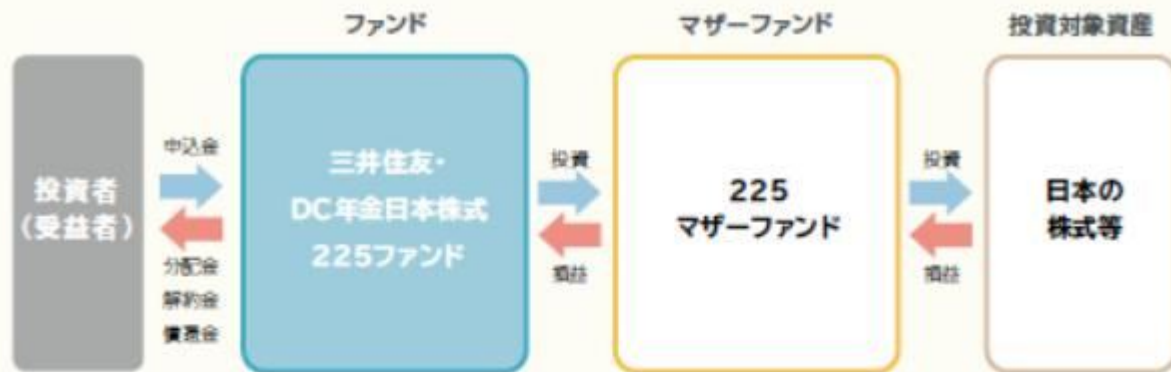 ファンド
マザーファンド
投資対象資産
投資者
（受益者）
申込金
分配金
解約金
償還金
三井住友・
DC年金日本株式
225ファンド
投資
損益
225
マザーファンド
投資
損益
日本の
株式等